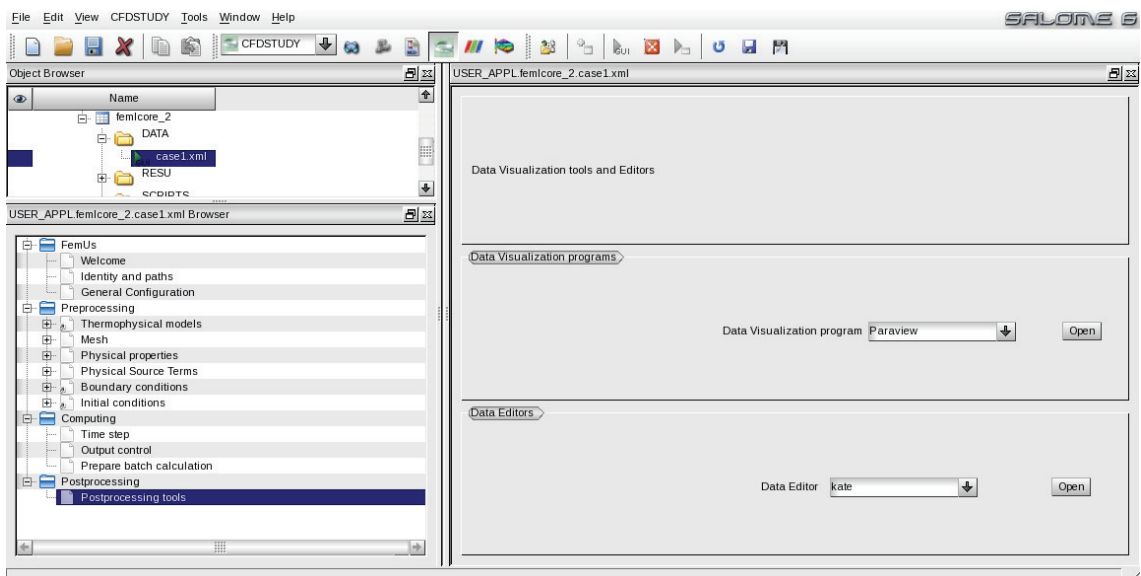 File Edit View CFDSTUDY Tools Window Help
SALOME 6
CFDSTUDY
GUI
Object Browser
USER_APPL.femlcore_2.case1.xml
Name
femlcore_2
DATA
case1.xml
RESU
SCRIPTS
USER_APPL.femlcore_2.case1.xml Browser
FemUs
Welcome
Identity and paths
General Configuration
Preprocessing
Thermophysical models
Mesh
Physical properties
Physical Source Terms
Boundary conditions
Initial conditions
Computing
Time step
Output control
Prepare batch calculation
Postprocessing
Postprocessing tools
Data Visualization tools and Editors
Data Visualization programs
Data Visualization program Paraview Open
Data Editors
Data Editor kate Open